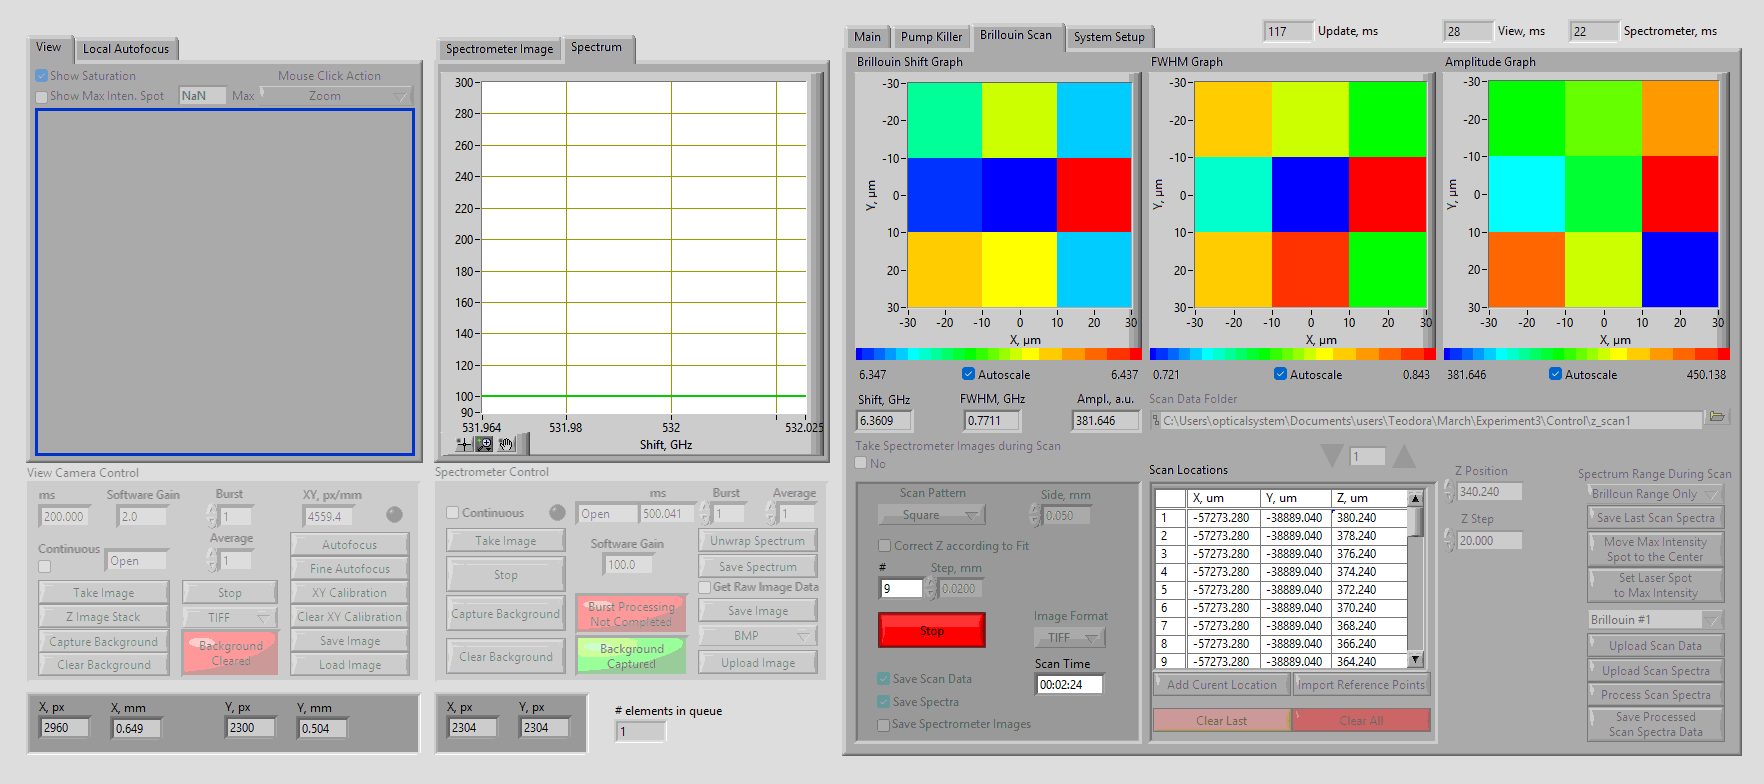 View
Local Autofocus
Show Saturation
Mouse Click Action
Show Max Inten. Spot
NaN
Max
Zoom
View Camera Control
ms
Software Gain
Burst
XY, px/mm
200.000
2.0
1
4559.4
Average
Continuous
Open
1
Autofocus
Fine Autofocus
Take Image
Stop
XY Calibration
Z Image Stack
TIFF
Clear XY Calibration
Capture Background
Background
Cleared
Save Image
Clear Background
Load Image
X, px
X, mm
Y, px
Y, mm
2960
0.649
2300
0.504
Spectrometer Image
Spectrum
300
280
260
240
220
200
180
160
140
120
100
90
531.964
531.98
532
532.025
Shift, GHz
Spectrometer Control
ms
Burst
Average
Continuous
Open
500.041
1
1
Take Image
Software Gain
Unwrap Spectrum
Stop
100.0
Save Spectrum
Get Raw Image Data
Capture Background
Burst Processing
Not Completed
Save Image
BMP
Clear Background
Background
Captured
Upload Image
X, px
Y, px
2304
2304
# elements in queue
1
117
Update, ms
28
View, ms
22
Spectrometer, ms
Main
Pump Killer
Brillouin Scan
System Setup
Brillouin Shift Graph
-30
-20
-10
0
10
20
30
Y, µm
-30
-20
-10
0
10
20
30
X, µm
6.347
Autoscale
6.437
FWHM Graph
-30
-20
-10
0
10
20
30
Y, µm
-30
-20
-10
0
10
20
30
X, µm
0.721
Autoscale
0.843
Amplitude Graph
-30
-20
-10
0
10
20
30
Y, µm
-30
-20
-10
0
10
20
30
X, µm
381.646
Autoscale
450.138
Shift, GHz
FWHM, GHz
Ampl., a.u.
6.3609
0.7711
381.646
Scan Data Folder
C:\Users\opticalsystem\Documents\users\Teodora\March\Experiment3\Control\z_scan1
Take Spectrometer Images during Scan
No
1
Scan Pattern
Side, mm
Square
0.050
Correct Z according to Fit
#
Step, mm
9
0.0200
Stop
Image Format
TIFF
Scan Time
00:02:24
Save Scan Data
Save Spectra
Save Spectrometer Images
Scan Locations
X, um Y, um Z, um
1 -57273.280 -38889.040 380.240
2 -57273.280 -38889.040 378.240
3 -57273.280 -38889.040 376.240
4 -57273.280 -38889.040 374.240
5 -57273.280 -38889.040 372.240
6 -57273.280 -38889.040 370.240
7 -57273.280 -38889.040 368.240
8 -57273.280 -38889.040 366.240
9 -57273.280 -38889.040 364.240
Add Curent Location
Import Reference Points
Clear Last
Clear All
Z Position
340.240
Z Step
20.000
Spectrum Range During Scan
Brilloun Range Only
Save Last Scan Spectra
Move Max Intensity
Spot to the Center
Set Laser Spot
to Max Intensity
Brillouin #1
Upload Scan Data
Upload Scan Spectra
Process Scan Spectra
Save Processed
Scan Spectra Data